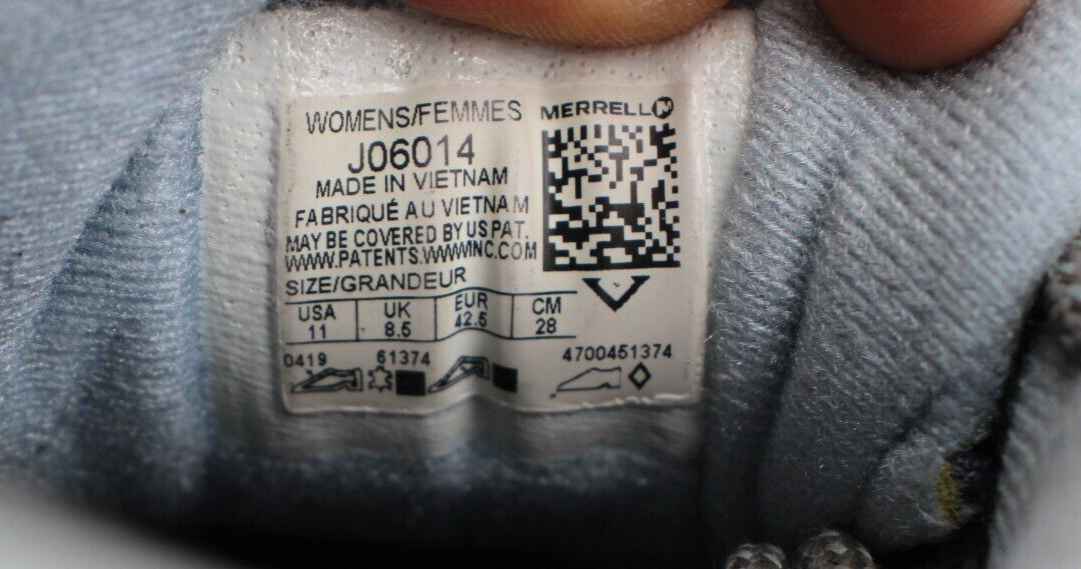 WOMENS/FEMMES
MERRELL
J06014
MADE IN VIETNAM
FABRIQUÉ AU VIETNAM
MAY BE COVERED BY US PAT.
WWW.PATENTS.WWWINC.COM
SIZE/GRANDEUR
USA UK EUR CM
11 8.5 42.5 28
0419 61374 4700451374